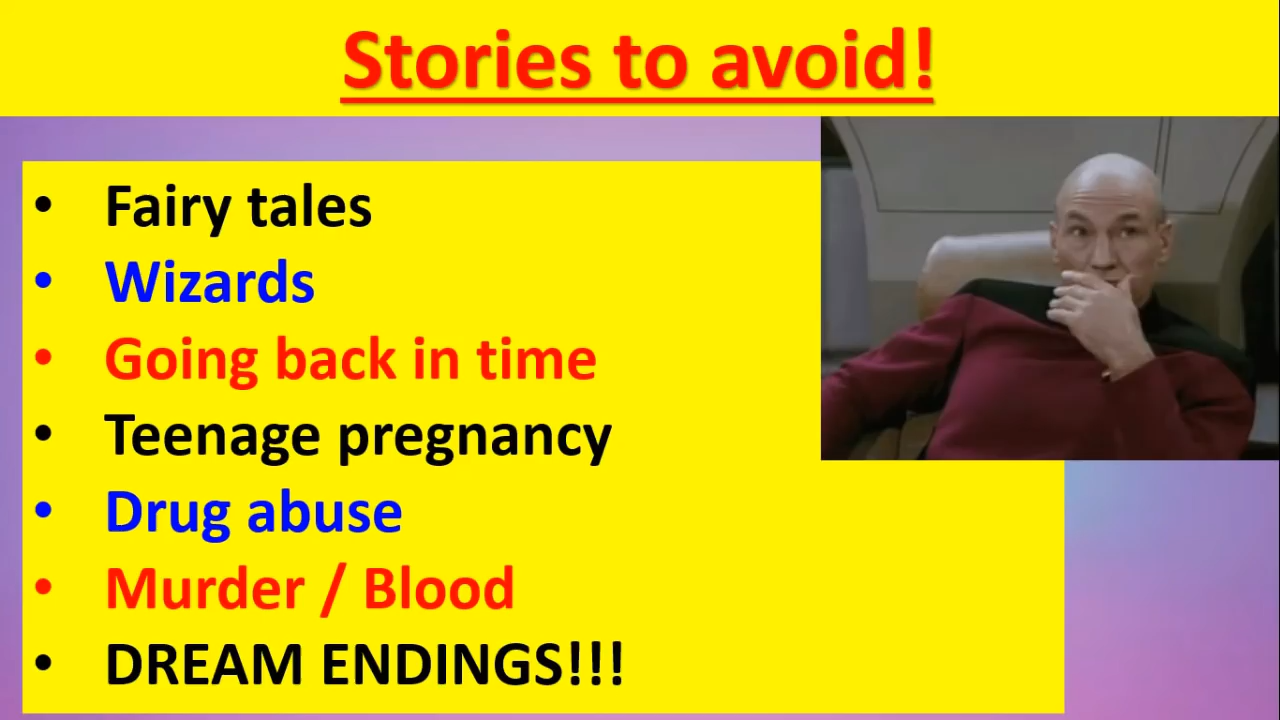 Stories to avoid!
• Fairy tales
• Wizards
• Going back in time
• Teenage pregnancy
• Drug abuse
• Murder / Blood
• DREAM ENDINGS!!!